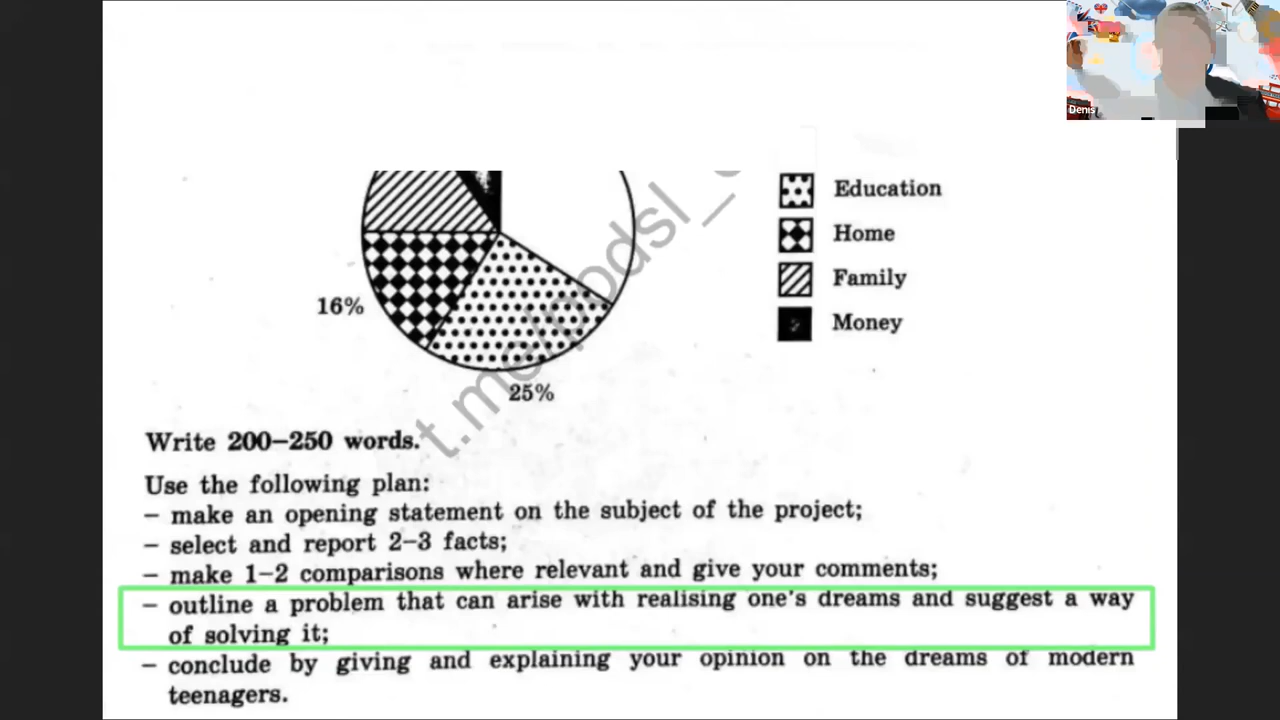 Denis
Education
Home
Family
16%
Money
25%
Write 200–250 words.
Use the following plan:
– make an opening statement on the subject of the project;
– select and report 2–3 facts;
– make 1–2 comparisons where relevant and give your comments;
– outline a problem that can arise with realising one's dreams and suggest a way
of solving it;
– conclude by giving and explaining your opinion on the dreams of modern
teenagers.